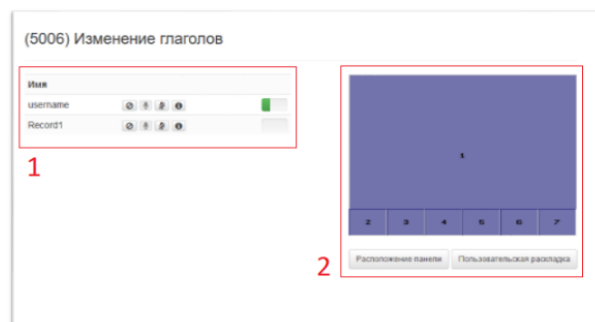 (5006) Изменение глаголов
Имя
username
Record1
1
1
2 3 4 5 6 7
2
Расположение панели Пользовательская раскладка